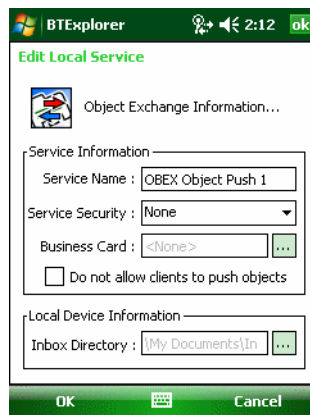 BTExplorer 2:12 ok
Edit Local Service
Object Exchange Information...
Service Information
Service Name : OBEX Object Push 1
Service Security : None
Business Card : <None> ...
Do not allow clients to push objects
Local Device Information
Inbox Directory : \My Documents\In ...
OK Cancel